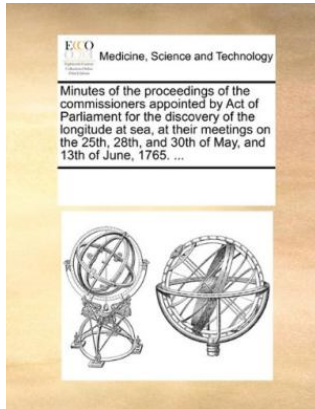 ECCO
Medicine, Science and Technology
Minutes of the proceedings of the
commissioners appointed by Act of
Parliament for the discovery of the
longitude at sea, at their meetings on
the 25th, 28th, and 30th of May, and
13th of June, 1765. ...